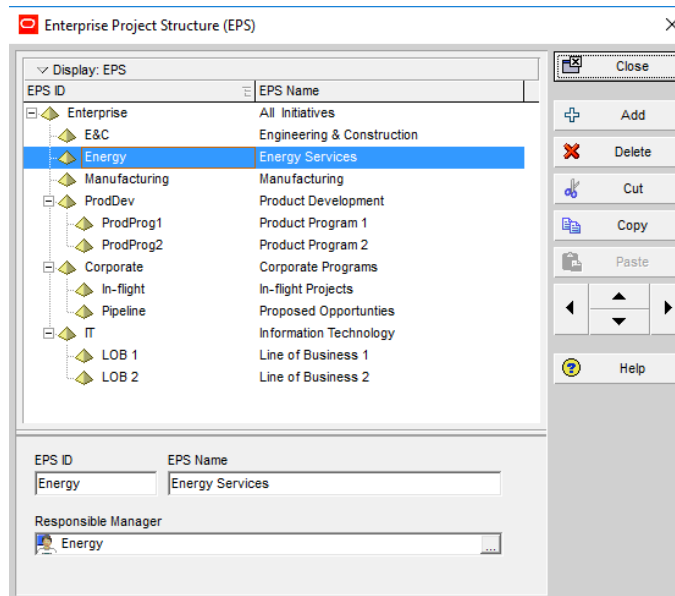 Enterprise Project Structure (EPS)
Display: EPS
EPS ID EPS Name
Enterprise All Initiatives
E&C Engineering & Construction
Energy Energy Services
Manufacturing Manufacturing
ProdDev Product Development
ProdProg1 Product Program 1
ProdProg2 Product Program 2
Corporate Corporate Programs
In-flight In-flight Projects
Pipeline Proposed Opportunties
IT Information Technology
LOB 1 Line of Business 1
LOB 2 Line of Business 2
Close
Add
Delete
Cut
Copy
Paste
Help
EPS ID EPS Name
Energy Energy Services
Responsible Manager
Energy ...